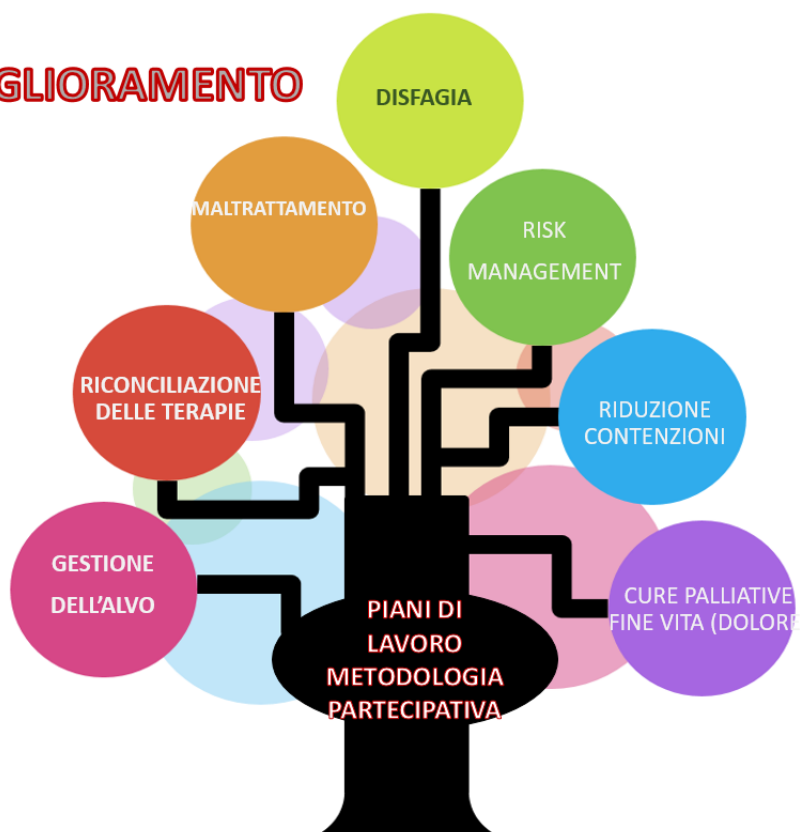 GLIORAMENTO
DISFAGIA
MALTRATTAMENTO
RISK
MANAGEMENT
RICONCILIAZIONE
DELLE TERAPIE
RIDUZIONE
CONTENZIONI
GESTIONE
DELL'ALVO
CURE PALLIATIVE
FINE VITA (DOLORE
PIANI DI
LAVORO
METODOLOGIA
PARTECIPATIVA